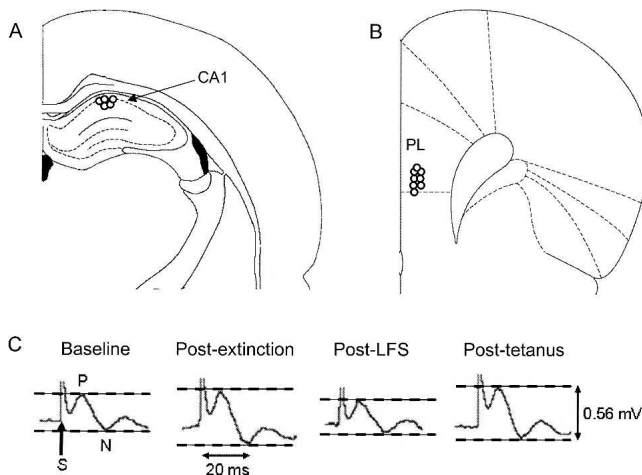 A
B
CA1
PL
C
Baseline
Post-extinction
Post-LFS
Post-tetanus
P
N
S
20 ms
0.56 mV